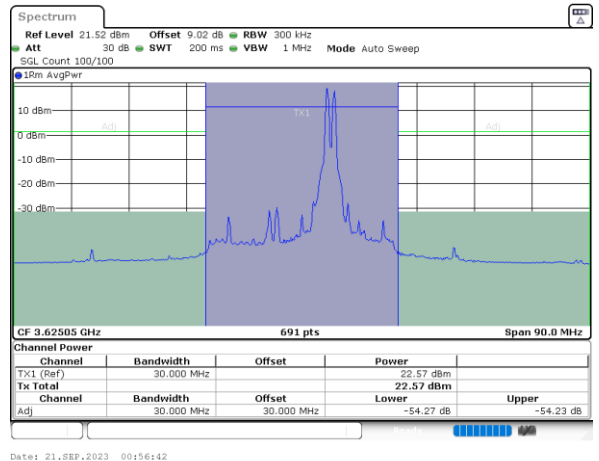 Spectrum
Ref Level 21.52 dBm Offset 9.02 dB RBW 300 kHz
Att 30 dB SWT 200 ms VBW 1 MHz Mode Auto Sweep
SGL Count 100/100
1Rm AvgPwr
10 dBm
TX1
Adj
Adj
0 dBm
-10 dBm
-20 dBm
-30 dBm
CF 3.62505 GHz 691 pts Span 90.0 MHz
Channel Power
Channel Bandwidth Offset Power
TX1 (Ref) 30.000 MHz 22.57 dBm
Tx Total 22.57 dBm
Channel Bandwidth Offset Lower Upper
Adj 30.000 MHz 30.000 MHz -54.27 dB -54.23 dB
Date: 21.SEP.2023 00:56:42